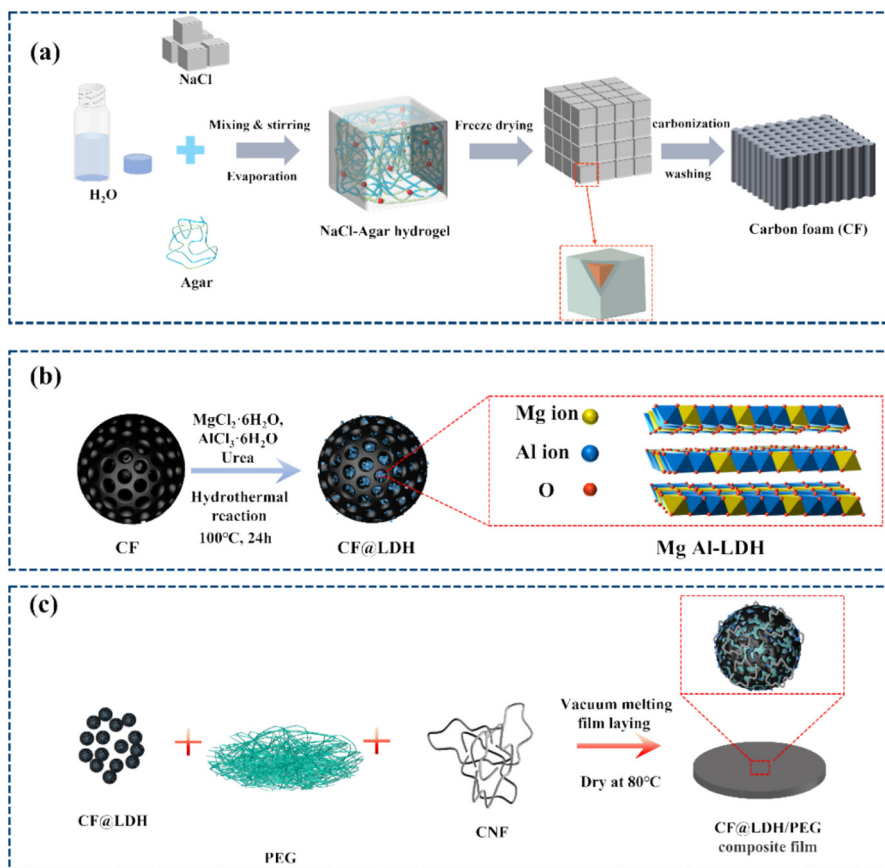 (a)
NaCl
H₂O
Agar
Mixing & stirring
Evaporation
NaCl-Agar hydrogel
Freeze drying
carbonization
washing
Carbon foam (CF)
(b)
CF
MgCl₂·6H₂O,
AlCl₃·6H₂O
Urea
Hydrothermal
reaction
100℃, 24h
CF@LDH
Mg ion
Al ion
O
Mg Al-LDH
(c)
CF@LDH
PEG
CNF
Vacuum melting
film laying
Dry at 80℃
CF@LDH/PEG
composite film